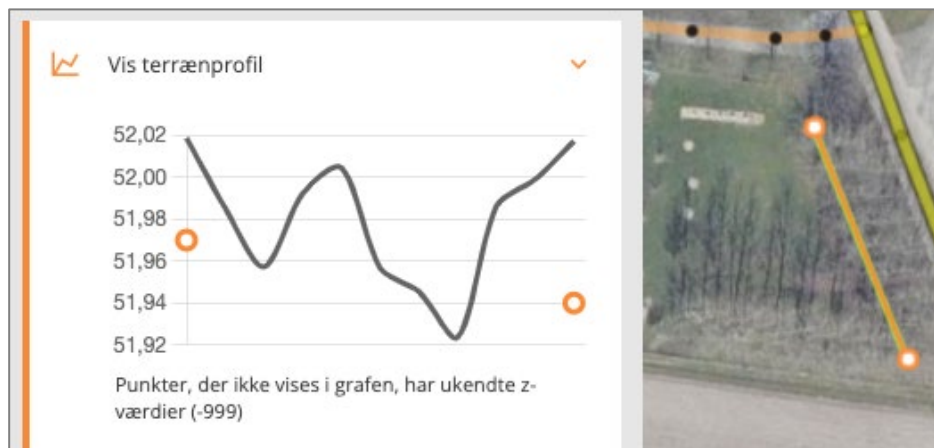 Vis terrænprofil
52,02
52,00
51,98
51,96
51,94
51,92
Punkter, der ikke vises i grafen, har ukendte z-
værdier (-999)